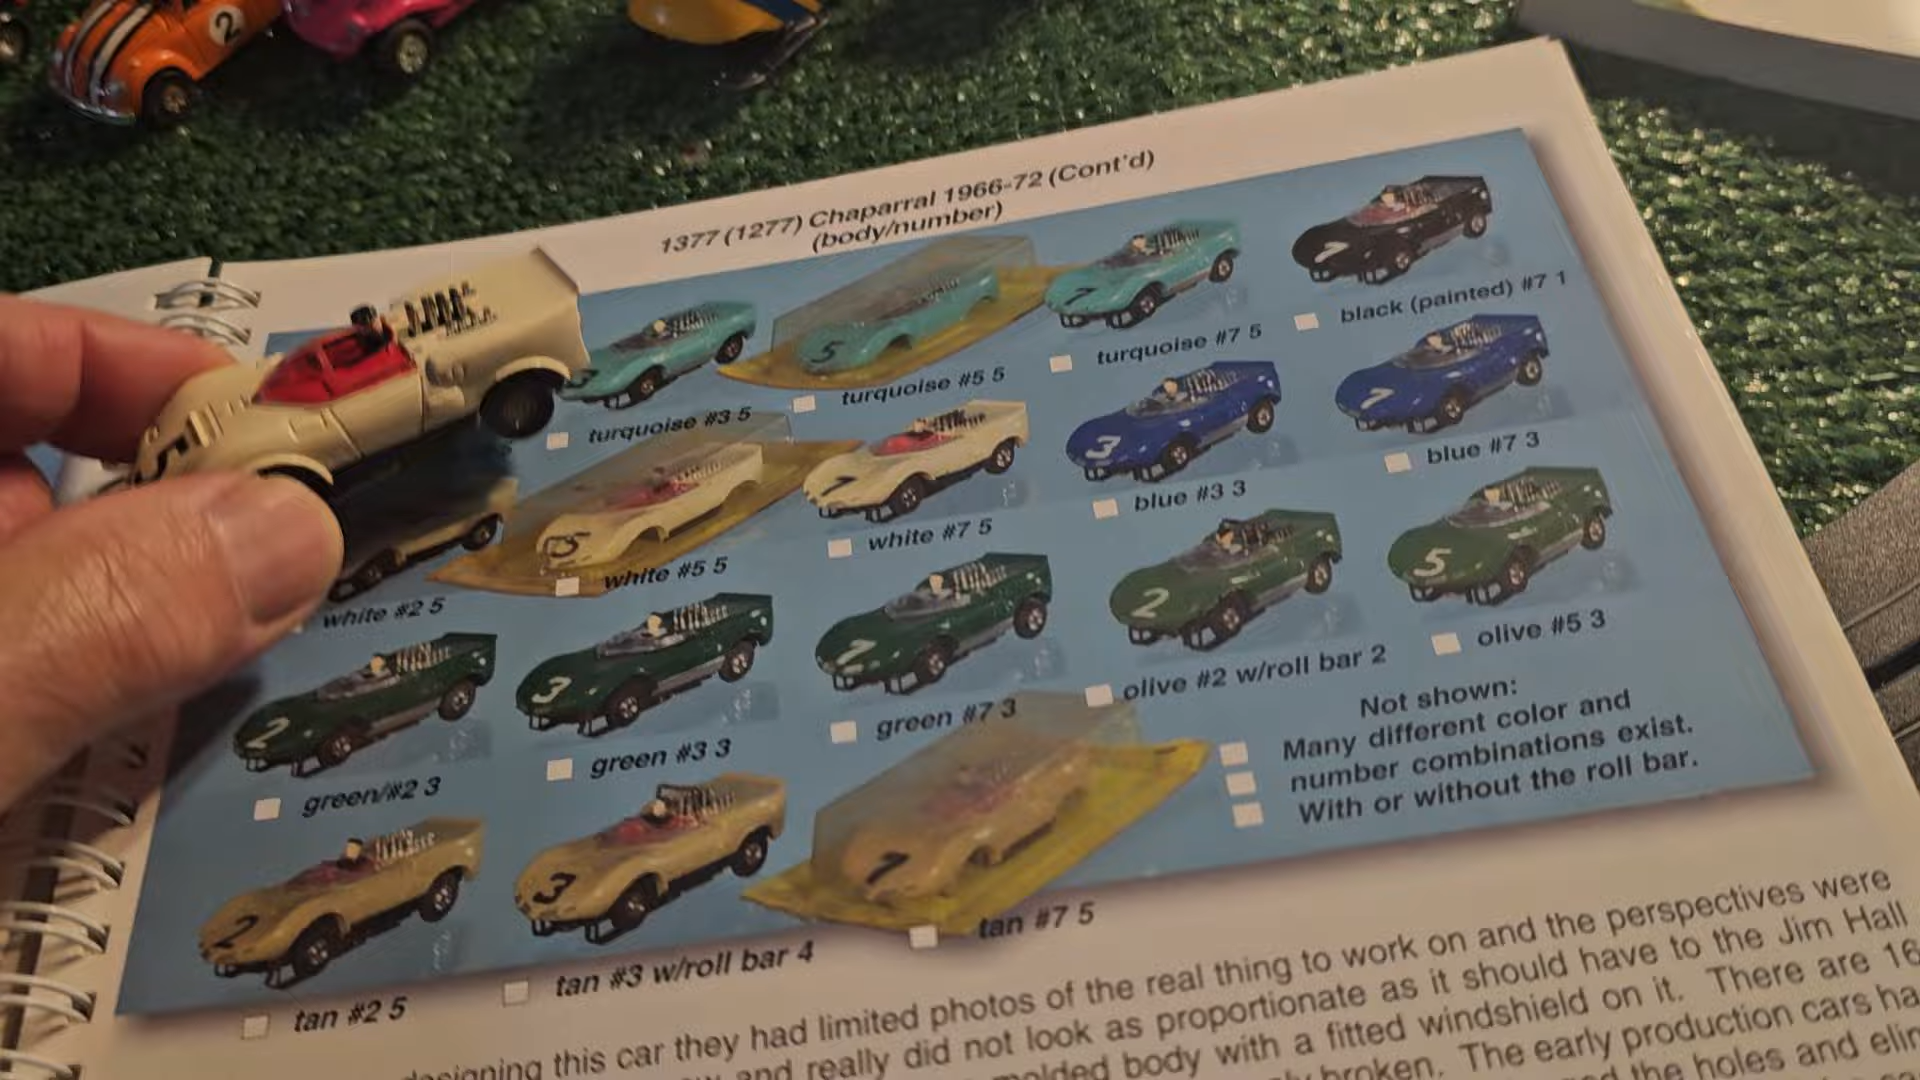 2
1377 (1277) Chaparral 1966-72 (Cont'd)
(body/number)
turquoise #3 5
turquoise #5 5
turquoise #7 5
black (painted) #7 1
white #2 5
white #5 5
white #7 5
blue #3 3
blue #7 3
green/#2 3
green #3 3
green #7 3
olive #2 w/roll bar 2
olive #5 3
tan #2 5
tan #3 w/roll bar 4
tan #7 5
Not shown:
Many different color and
number combinations exist.
With or without the roll bar.
this car they had limited photos of the real thing to work on and the perspectives were
and really did not look as proportionate as it should have to the Jim Hall
body with a fitted windshield on it. There are 16
broken. The early production cars
the holes and